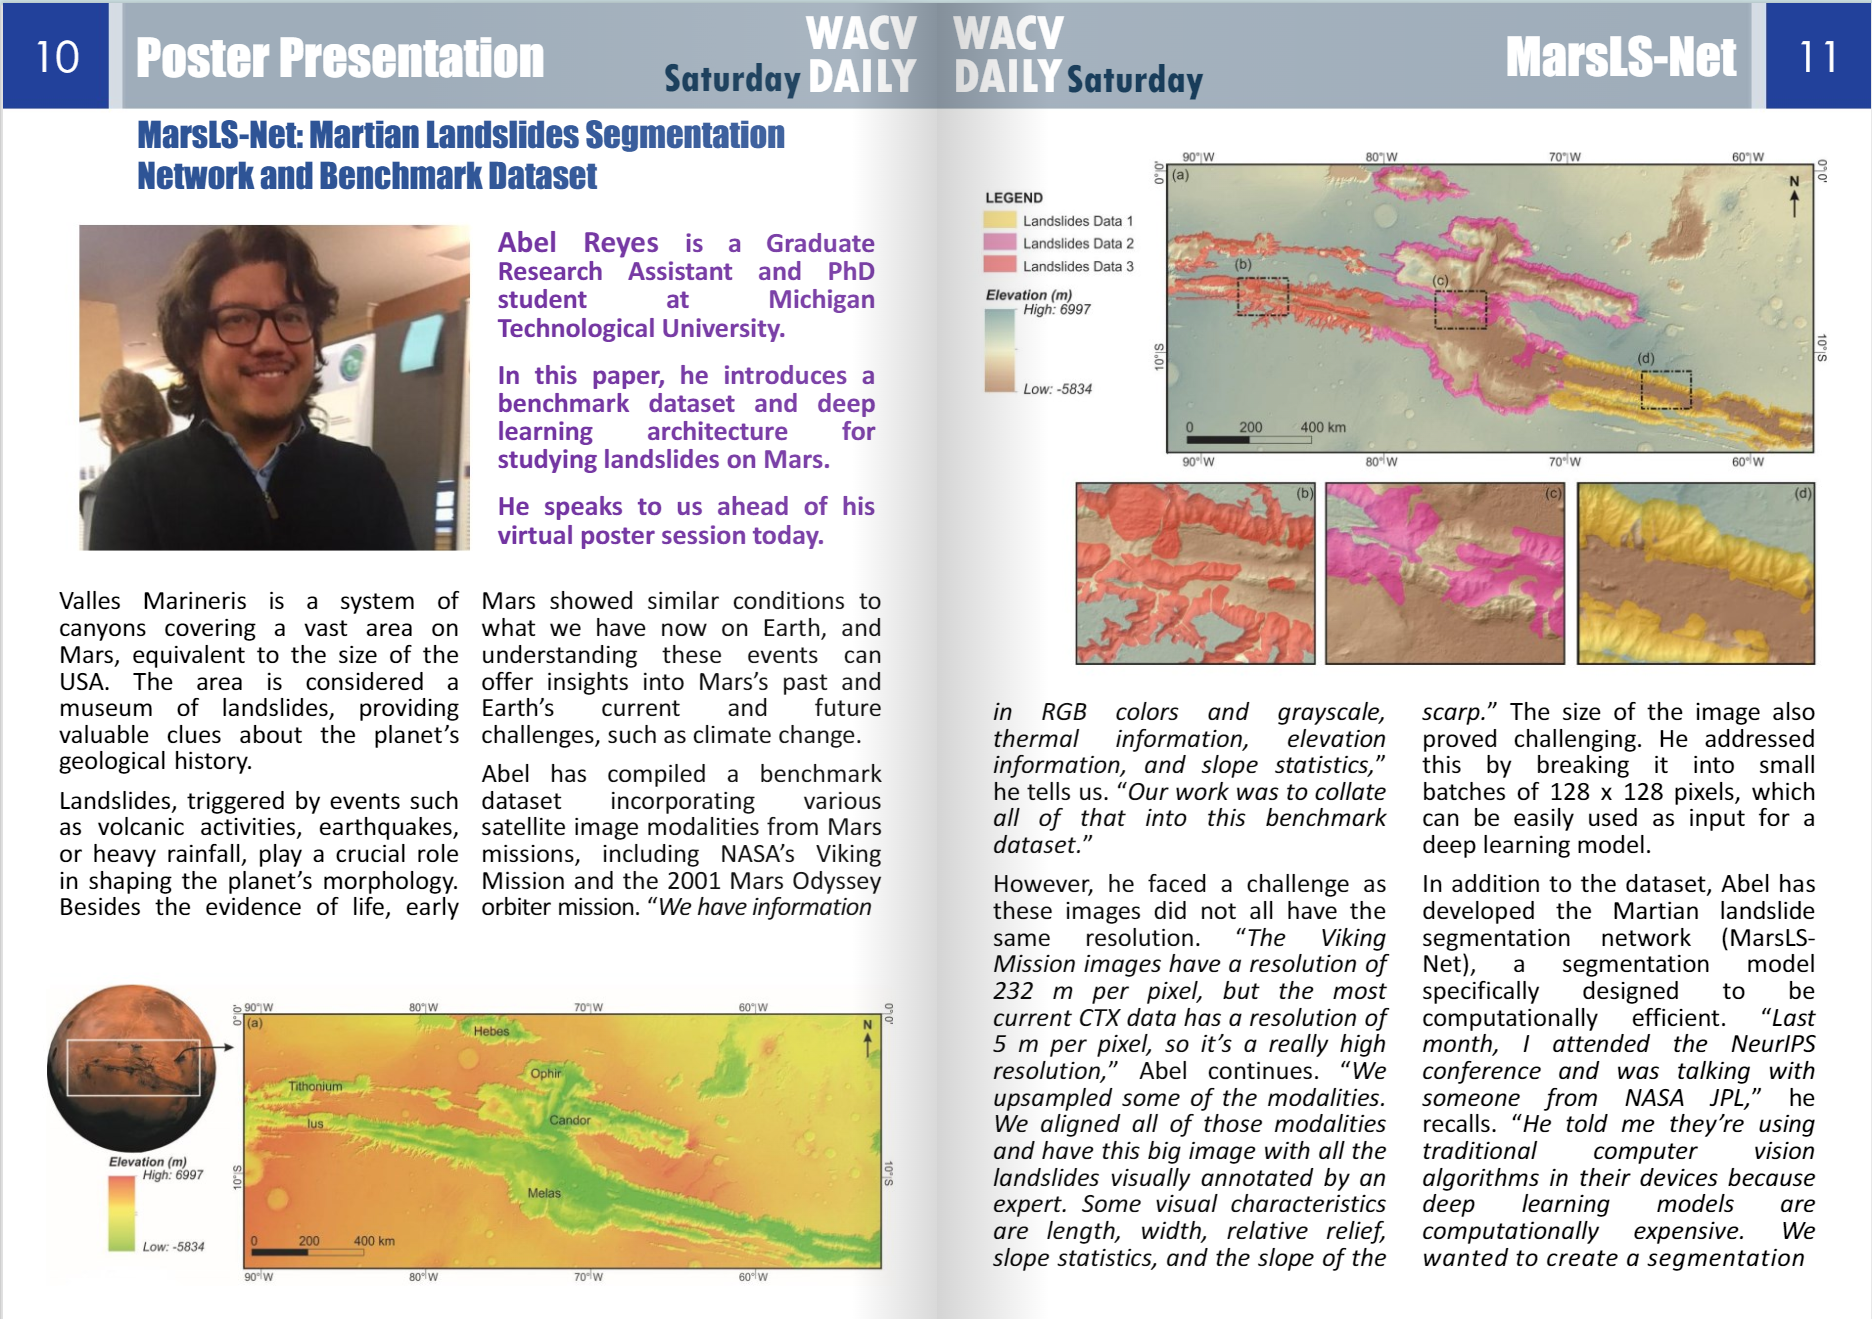 10
Poster Presentation
WACV
Saturday DAILY
MarsLS-Net: Martian Landslides Segmentation
Network and Benchmark Dataset
Abel Reyes is a Graduate
Research Assistant and PhD
student at Michigan
Technological University.
In this paper, he introduces a
benchmark dataset and deep
learning architecture for
studying landslides on Mars.
He speaks to us ahead of his
virtual poster session today.
Valles Marineris is a system of
canyons covering a vast area on
Mars, equivalent to the size of the
USA. The area is considered a
museum of landslides, providing
valuable clues about the planet's
geological history.
Landslides, triggered by events such
as volcanic activities, earthquakes,
or heavy rainfall, play a crucial role
in shaping the planet's morphology.
Besides the evidence of life, early
Mars showed similar conditions to
what we have now on Earth, and
understanding these events can
offer insights into Mars's past and
Earth's current and future
challenges, such as climate change.
Abel has compiled a benchmark
dataset incorporating various
satellite image modalities from Mars
missions, including NASA's Viking
Mission and the 2001 Mars Odyssey
orbiter mission. "We have information
90°W 80°W 70°W 60°W
0°0' 0°0'
(a)
N
Hebes
Ophir
Tithonium
Candor
Ius
Melas
10°S 10°S
0 200 400 km
90°W 80°W 70°W 60°W
Elevation (m)
High: 6997
Low: -5834
WACV
DAILY Saturday
MarsLS-Net
11
LEGEND
Landslides Data 1
Landslides Data 2
Landslides Data 3
Elevation (m)
High: 6997
Low: -5834
90°W 80°W 70°W 60°W
0°0' 0°0'
(a)
N
(b)
(c)
(d)
10°S 10°S
0 200 400 km
90°W 80°W 70°W 60°W
(b)
(c)
(d)
in RGB colors and grayscale,
thermal information, elevation
information, and slope statistics,"
he tells us. "Our work was to collate
all of that into this benchmark
dataset."
However, he faced a challenge as
these images did not all have the
same resolution. "The Viking
Mission images have a resolution of
232 m per pixel, but the most
current CTX data has a resolution of
5 m per pixel, so it's a really high
resolution," Abel continues. "We
upsampled some of the modalities.
We aligned all of those modalities
and have this big image with all the
landslides visually annotated by an
expert. Some visual characteristics
are length, width, relative relief,
slope statistics, and the slope of the
scarp." The size of the image also
proved challenging. He addressed
this by breaking it into small
batches of 128 x 128 pixels, which
can be easily used as input for a
deep learning model.
In addition to the dataset, Abel has
developed the Martian landslide
segmentation network (MarsLS-
Net), a segmentation model
specifically designed to be
computationally efficient. "Last
month, I attended the NeurIPS
conference and was talking with
someone from NASA JPL," he
recalls. "He told me they're using
traditional computer vision
algorithms in their devices because
deep learning models are
computationally expensive. We
wanted to create a segmentation